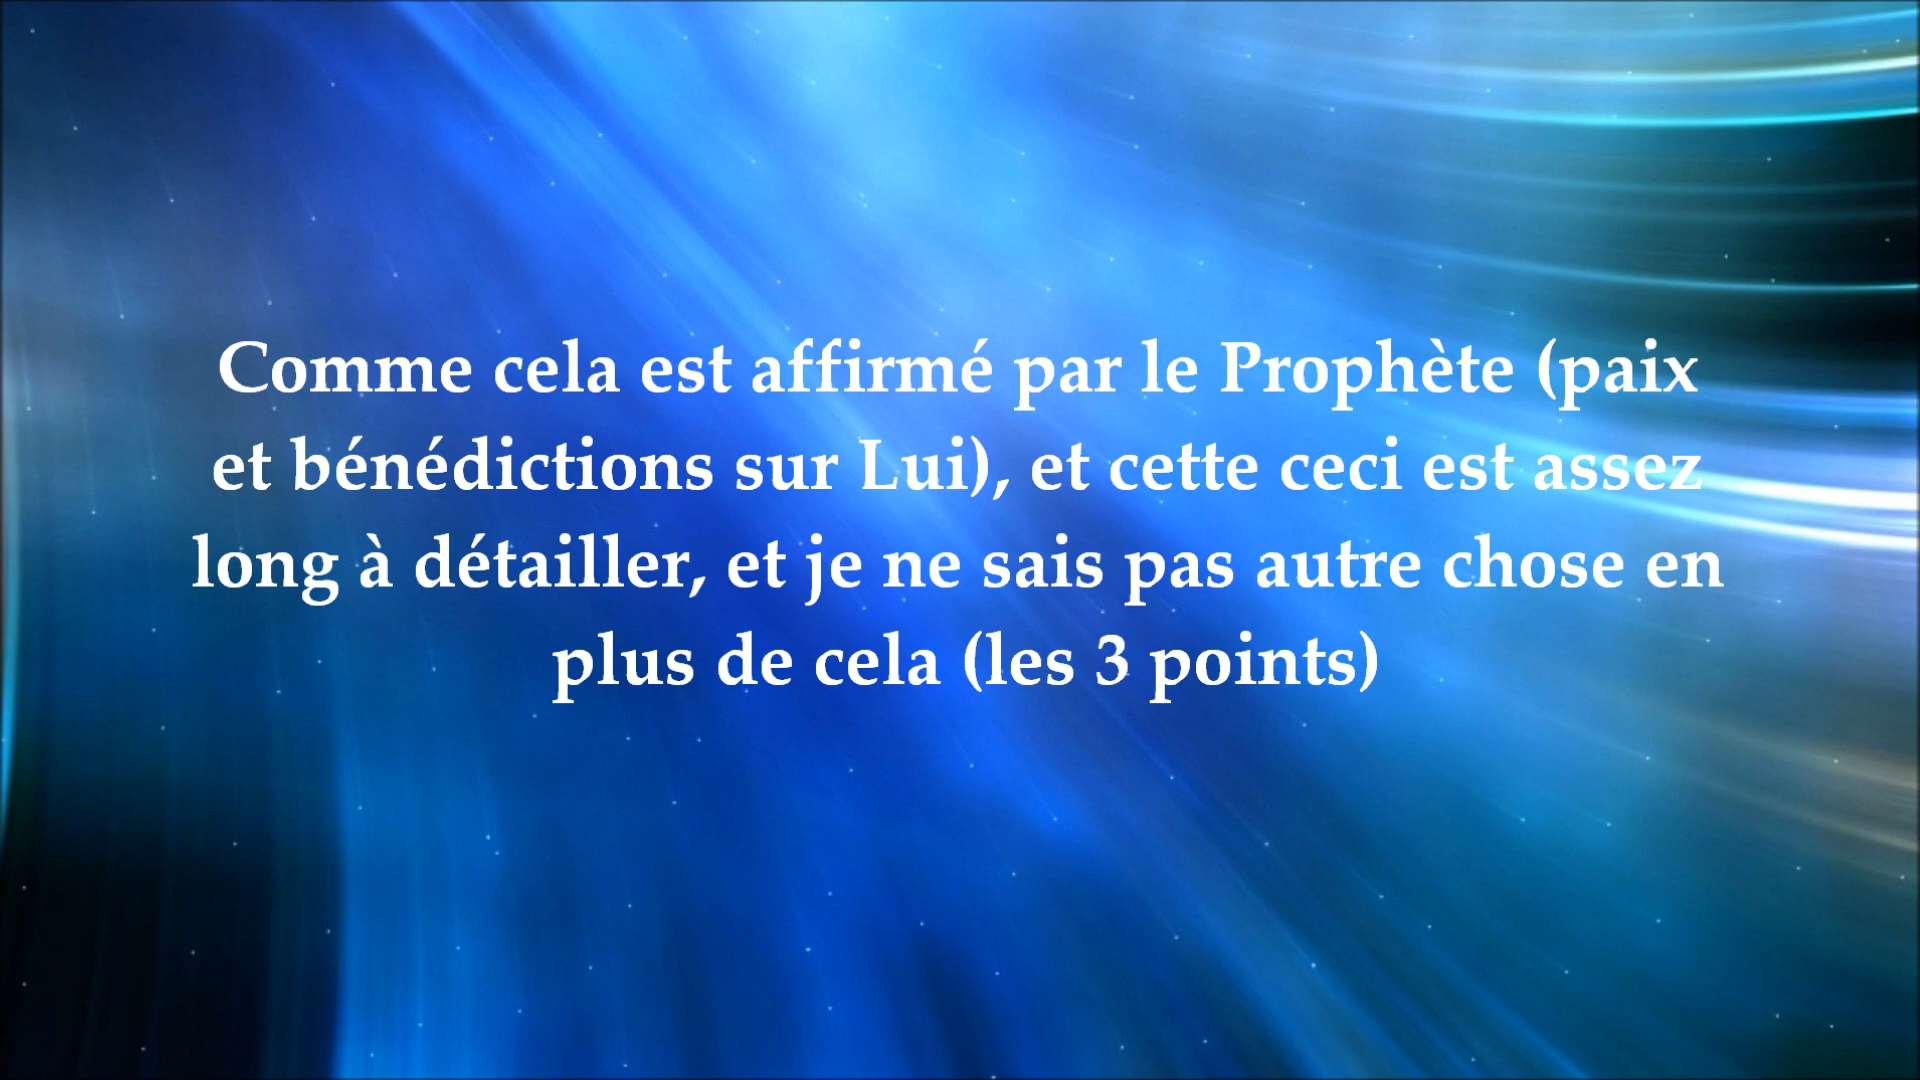 Comme cela est affirmé par le Prophète (paix
et bénédictions sur Lui), et cette ceci est assez
long à détailler, et je ne sais pas autre chose en
plus de cela (les 3 points)